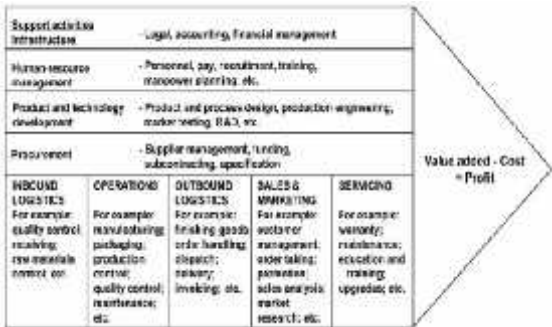 Support activities
Infrastructure
- Legal, accounting, financial management
Human resource
management
- Personnel, pay, recruitment, training,
manpower planning, etc.
Product and technology
development
- Product and process design, production engineering,
market testing, R&D, etc.
Procurement
- Supplier management, funding,
subcontracting, specification
INBOUND
LOGISTICS
For example:
quality control;
receiving;
raw materials
control; etc.
OPERATIONS
For example:
manufacturing;
packaging;
production
control;
quality control;
maintenance;
etc.
OUTBOUND
LOGISTICS
For example:
finishing goods;
order handling;
dispatch;
delivery;
invoicing; etc.
SALES &
MARKETING
For example:
customer
management;
order taking;
promotion;
sales analysis;
market
research; etc.
SERVICING
For example:
warranty;
maintenance;
education and
training;
upgrades; etc.
Value added - Cost
= Profit